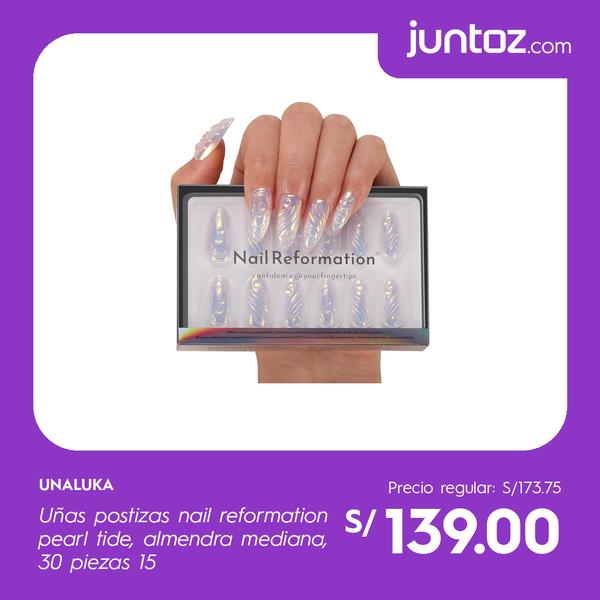 juntoz.com
Nail Reformation
confidence@yourfingertips
UNALUKA
Uñas postizas nail reformation
pearl tide, almendra mediana,
30 piezas 15
Precio regular: S/173.75
S/139.00